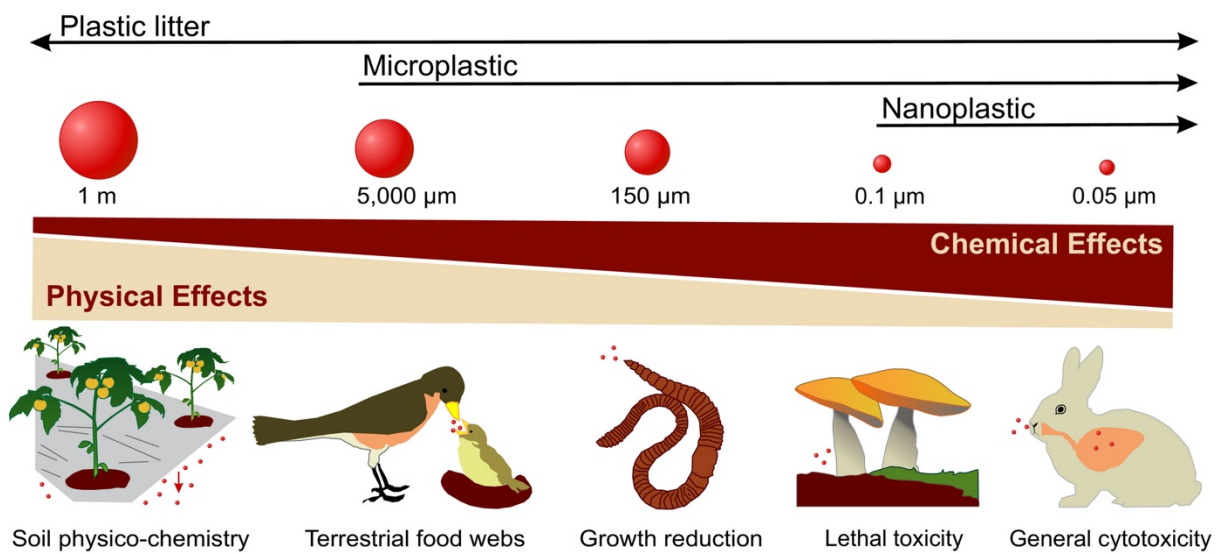 Plastic litter
Microplastic
Nanoplastic
1 m
5,000 µm
150 µm
0.1 µm
0.05 µm
Chemical Effects
Physical Effects
Soil physico-chemistry
Terrestrial food webs
Growth reduction
Lethal toxicity
General cytotoxicity